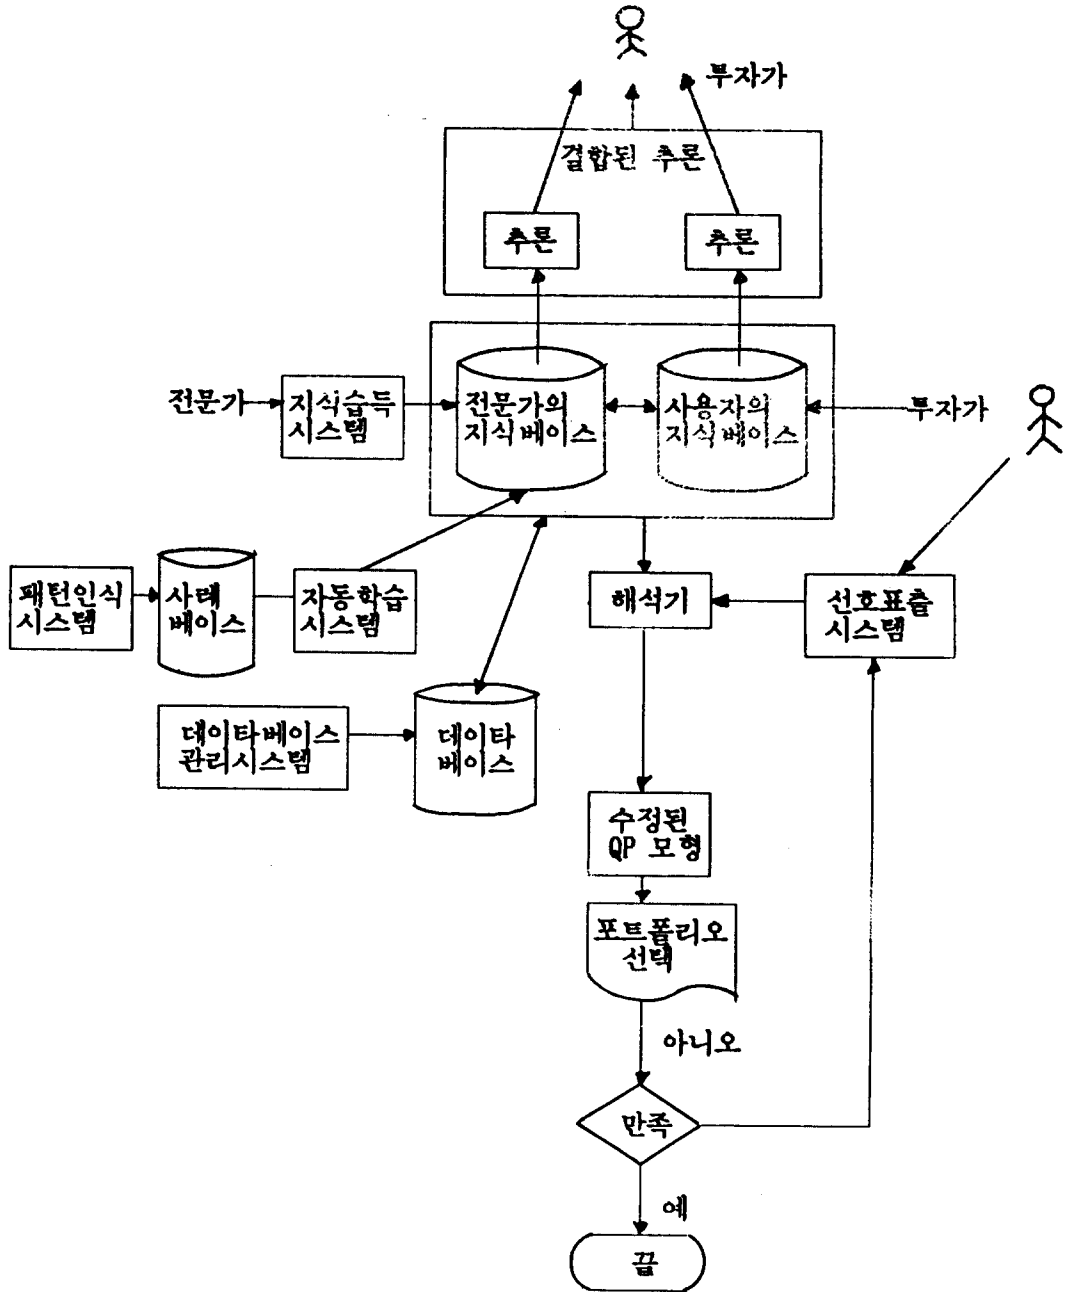 투자가
결합된 추론
추론
추론
전문가
지식습득
시스템
전문가의
지식베이스
사용자의
지식베이스
투자가
패턴인식
시스템
사례
베이스
자동학습
시스템
해석기
선호표출
시스템
데이타베이스
관리시스템
데이타
베이스
수정된
QP 모형
포트폴리오
선택
아니오
만족
예
끝